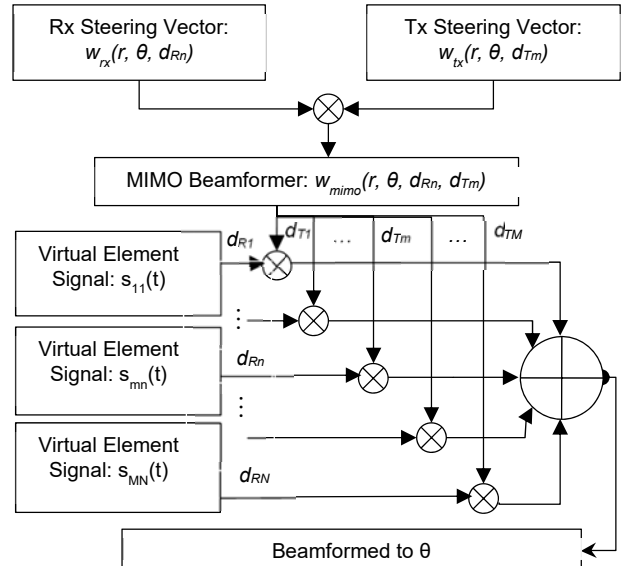 Rx Steering Vector:
w_rx(r, θ, d_Rn)
Tx Steering Vector:
w_tx(r, θ, d_Tm)
MIMO Beamformer: w_mimo(r, θ, d_Rn, d_Tm)
d_R1 d_T1 ... d_Tm ... d_TM
Virtual Element
Signal: s_11(t)
⋮
Virtual Element
Signal: s_mn(t)
d_Rn
⋮
Virtual Element
Signal: s_MN(t)
d_RN
Beamformed to θ